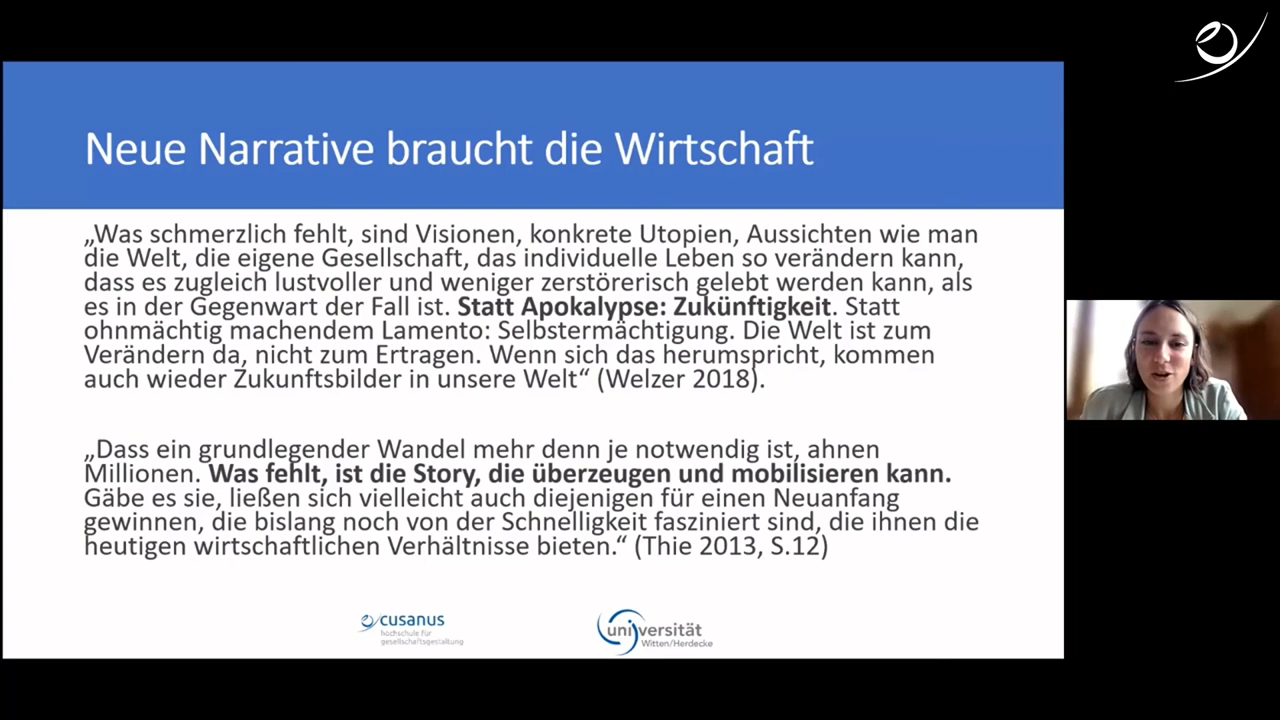 Neue Narrative braucht die Wirtschaft
„Was schmerzlich fehlt, sind Visionen, konkrete Utopien, Aussichten wie man
die Welt, die eigene Gesellschaft, das individuelle Leben so verändern kann,
dass es zugleich lustvoller und weniger zerstörerisch gelebt werden kann, als
es in der Gegenwart der Fall ist. Statt Apokalypse: Zukünftigkeit. Statt
ohnmächtig machendem Lamento: Selbstermächtigung. Die Welt ist zum
Verändern da, nicht zum Ertragen. Wenn sich das herumspricht, kommen
auch wieder Zukunftsbilder in unsere Welt“ (Welzer 2018).
„Dass ein grundlegender Wandel mehr denn je notwendig ist, ahnen
Millionen. Was fehlt, ist die Story, die überzeugen und mobilisieren kann.
Gäbe es sie, ließen sich vielleicht auch diejenigen für einen Neuanfang
gewinnen, die bislang noch von der Schnelligkeit fasziniert sind, die ihnen die
heutigen wirtschaftlichen Verhältnisse bieten.“ (Thie 2013, S.12)
cusanus
hochschule für
gesellschaftsgestaltung
universität
Witten/Herdecke